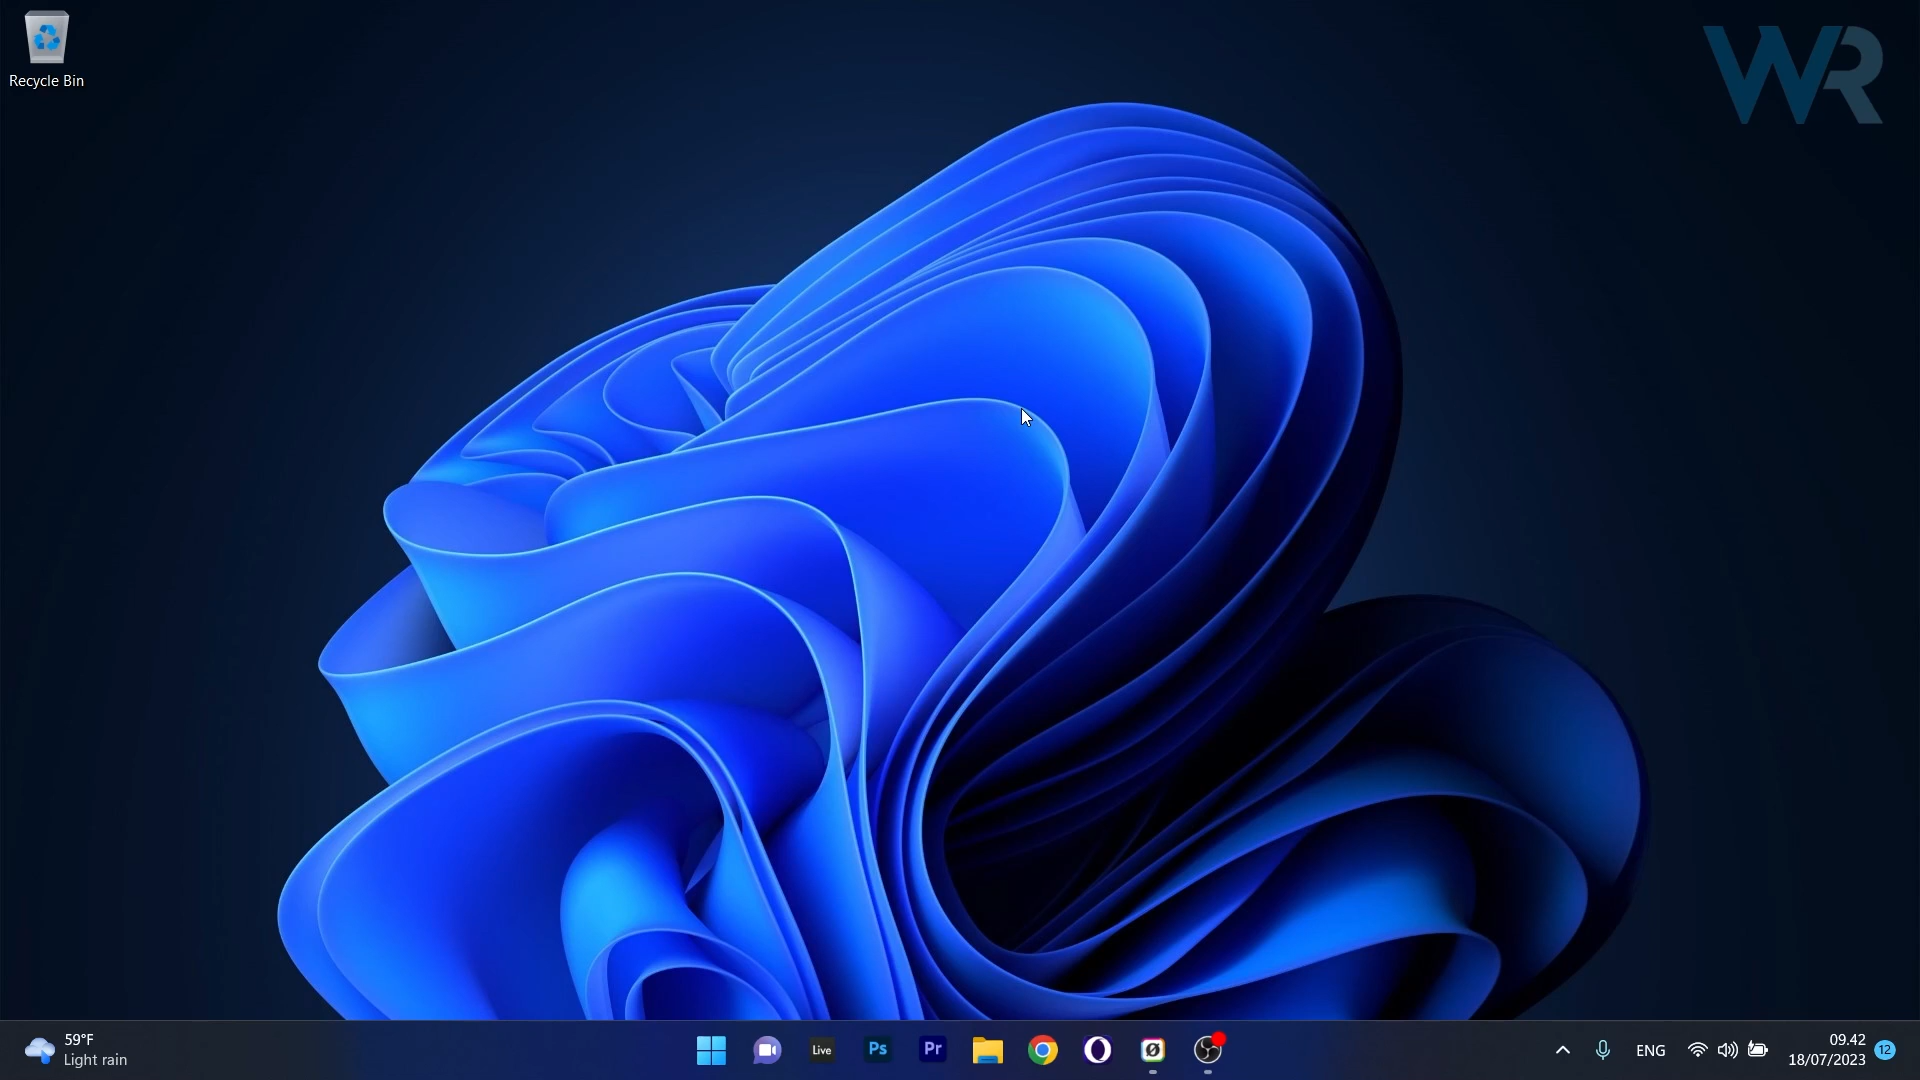 Recycle Bin
WR
59°F
Light rain
Live
Ps
Pr
ENG
09.42
18/07/2023
12